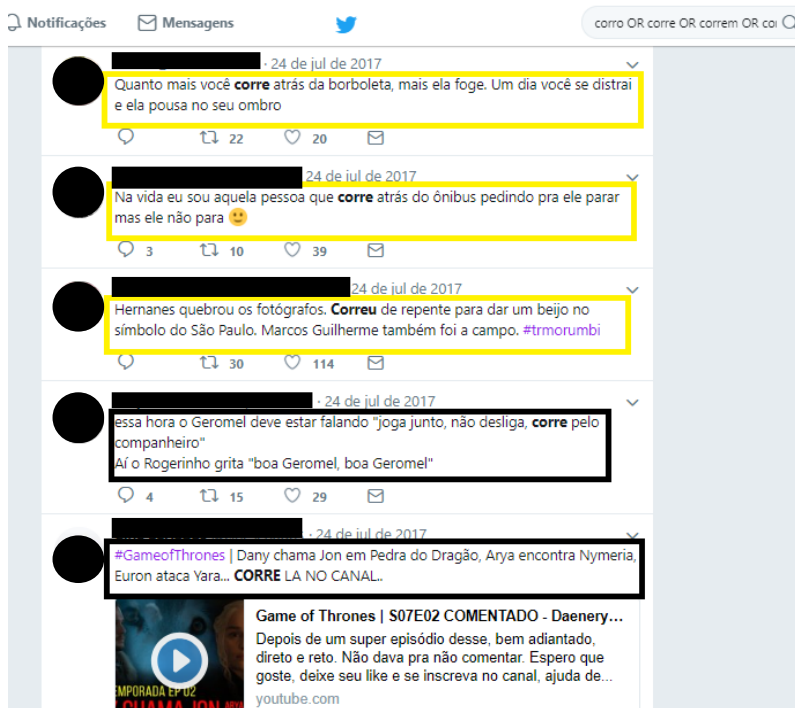 Notificações Mensagens corro OR corre OR correm OR cor
· 24 de jul de 2017
Quanto mais você corre atrás da borboleta, mais ela foge. Um dia você se distrai
e ela pousa no seu ombro
22 20
24 de jul de 2017
Na vida eu sou aquela pessoa que corre atrás do ônibus pedindo pra ele parar
mas ele não para 🙂
3 10 39
24 de jul de 2017
Hernanes quebrou os fotógrafos. Correu de repente para dar um beijo no
símbolo do São Paulo. Marcos Guilherme também foi a campo. #trmorumbi
30 114
· 24 de jul de 2017
essa hora o Geromel deve estar falando "joga junto, não desliga, corre pelo
companheiro"
Aí o Rogerinho grita "boa Geromel, boa Geromel"
4 15 29
· 24 de jul de 2017
#GameofThrones | Dany chama Jon em Pedra do Dragão, Arya encontra Nymeria,
Euron ataca Yara... CORRE LA NO CANAL..
Game of Thrones | S07E02 COMENTADO - Daenery...
Depois de um super episódio desse, bem adiantado,
direto e reto. Não dava pra não comentar. Espero que
goste, deixe seu like e se inscreva no canal, ajuda de...
EMPORADA EP 02
youtube.com
CHAMA JON ARYA